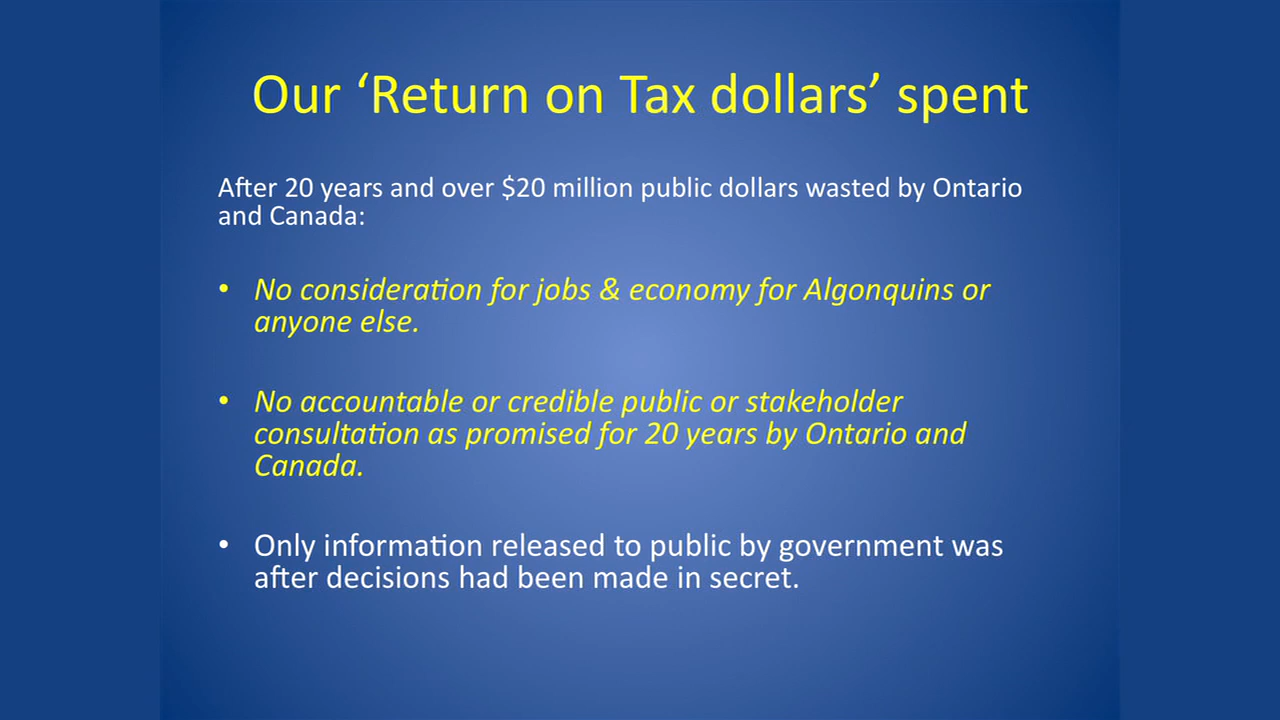 Our ‘Return on Tax dollars’ spent
After 20 years and over $20 million public dollars wasted by Ontario
and Canada:
• No consideration for jobs & economy for Algonquins or
anyone else.
• No accountable or credible public or stakeholder
consultation as promised for 20 years by Ontario and
Canada.
• Only information released to public by government was
after decisions had been made in secret.